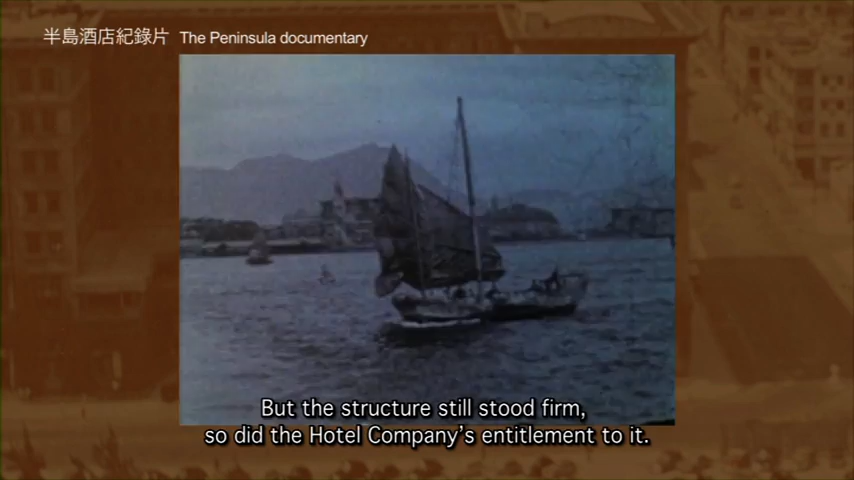 半島酒店紀錄片 The Peninsula documentary
But the structure still stood firm,
so did the Hotel Company's entitlement to it.